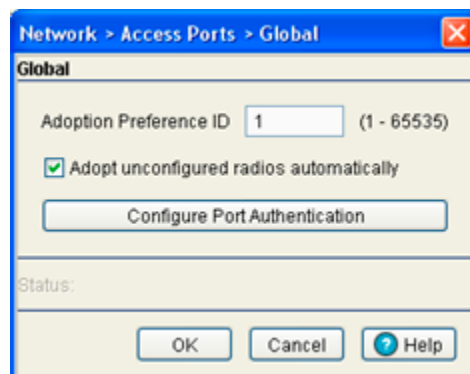 Network > Access Ports > Global
Global
Adoption Preference ID 1 (1 - 65535)
Adopt unconfigured radios automatically
Configure Port Authentication
Status:
OK Cancel ? Help